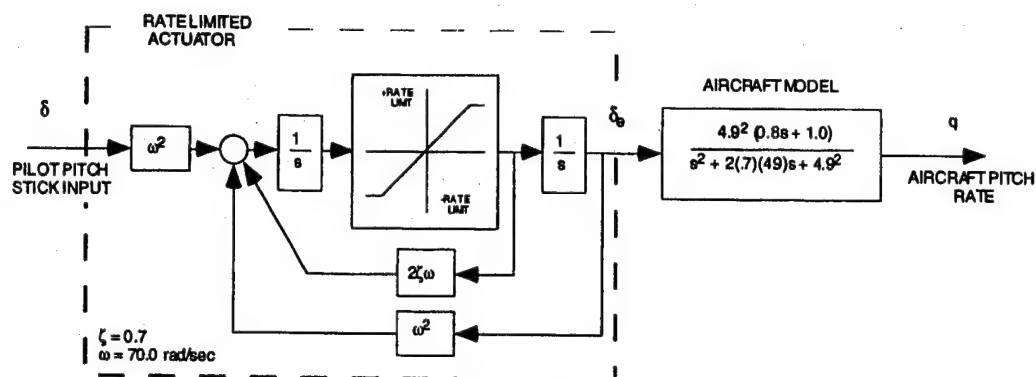 RATE LIMITED
ACTUATOR
AIRCRAFT MODEL
δ
ω²
1
s
+RATE
LIMIT
-RATE
LIMIT
1
s
δe
4.9² (0.8s + 1.0)
s² + 2(.7)(49)s + 4.9²
q
PILOT PITCH
STICK INPUT
AIRCRAFT PITCH
RATE
2ζω
ω²
ζ = 0.7
ω = 70.0 rad/sec